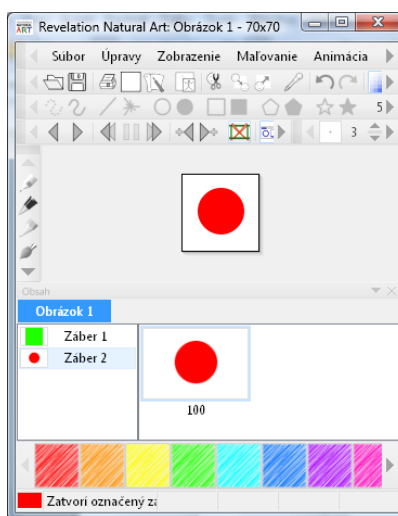 ART Revelation Natural Art: Obrázok 1 - 70x70
Súbor Úpravy Zobrazenie Maľovanie Animácia
5
3
Obsah
Obrázok 1
Záber 1
Záber 2
100
Zatvorí označený